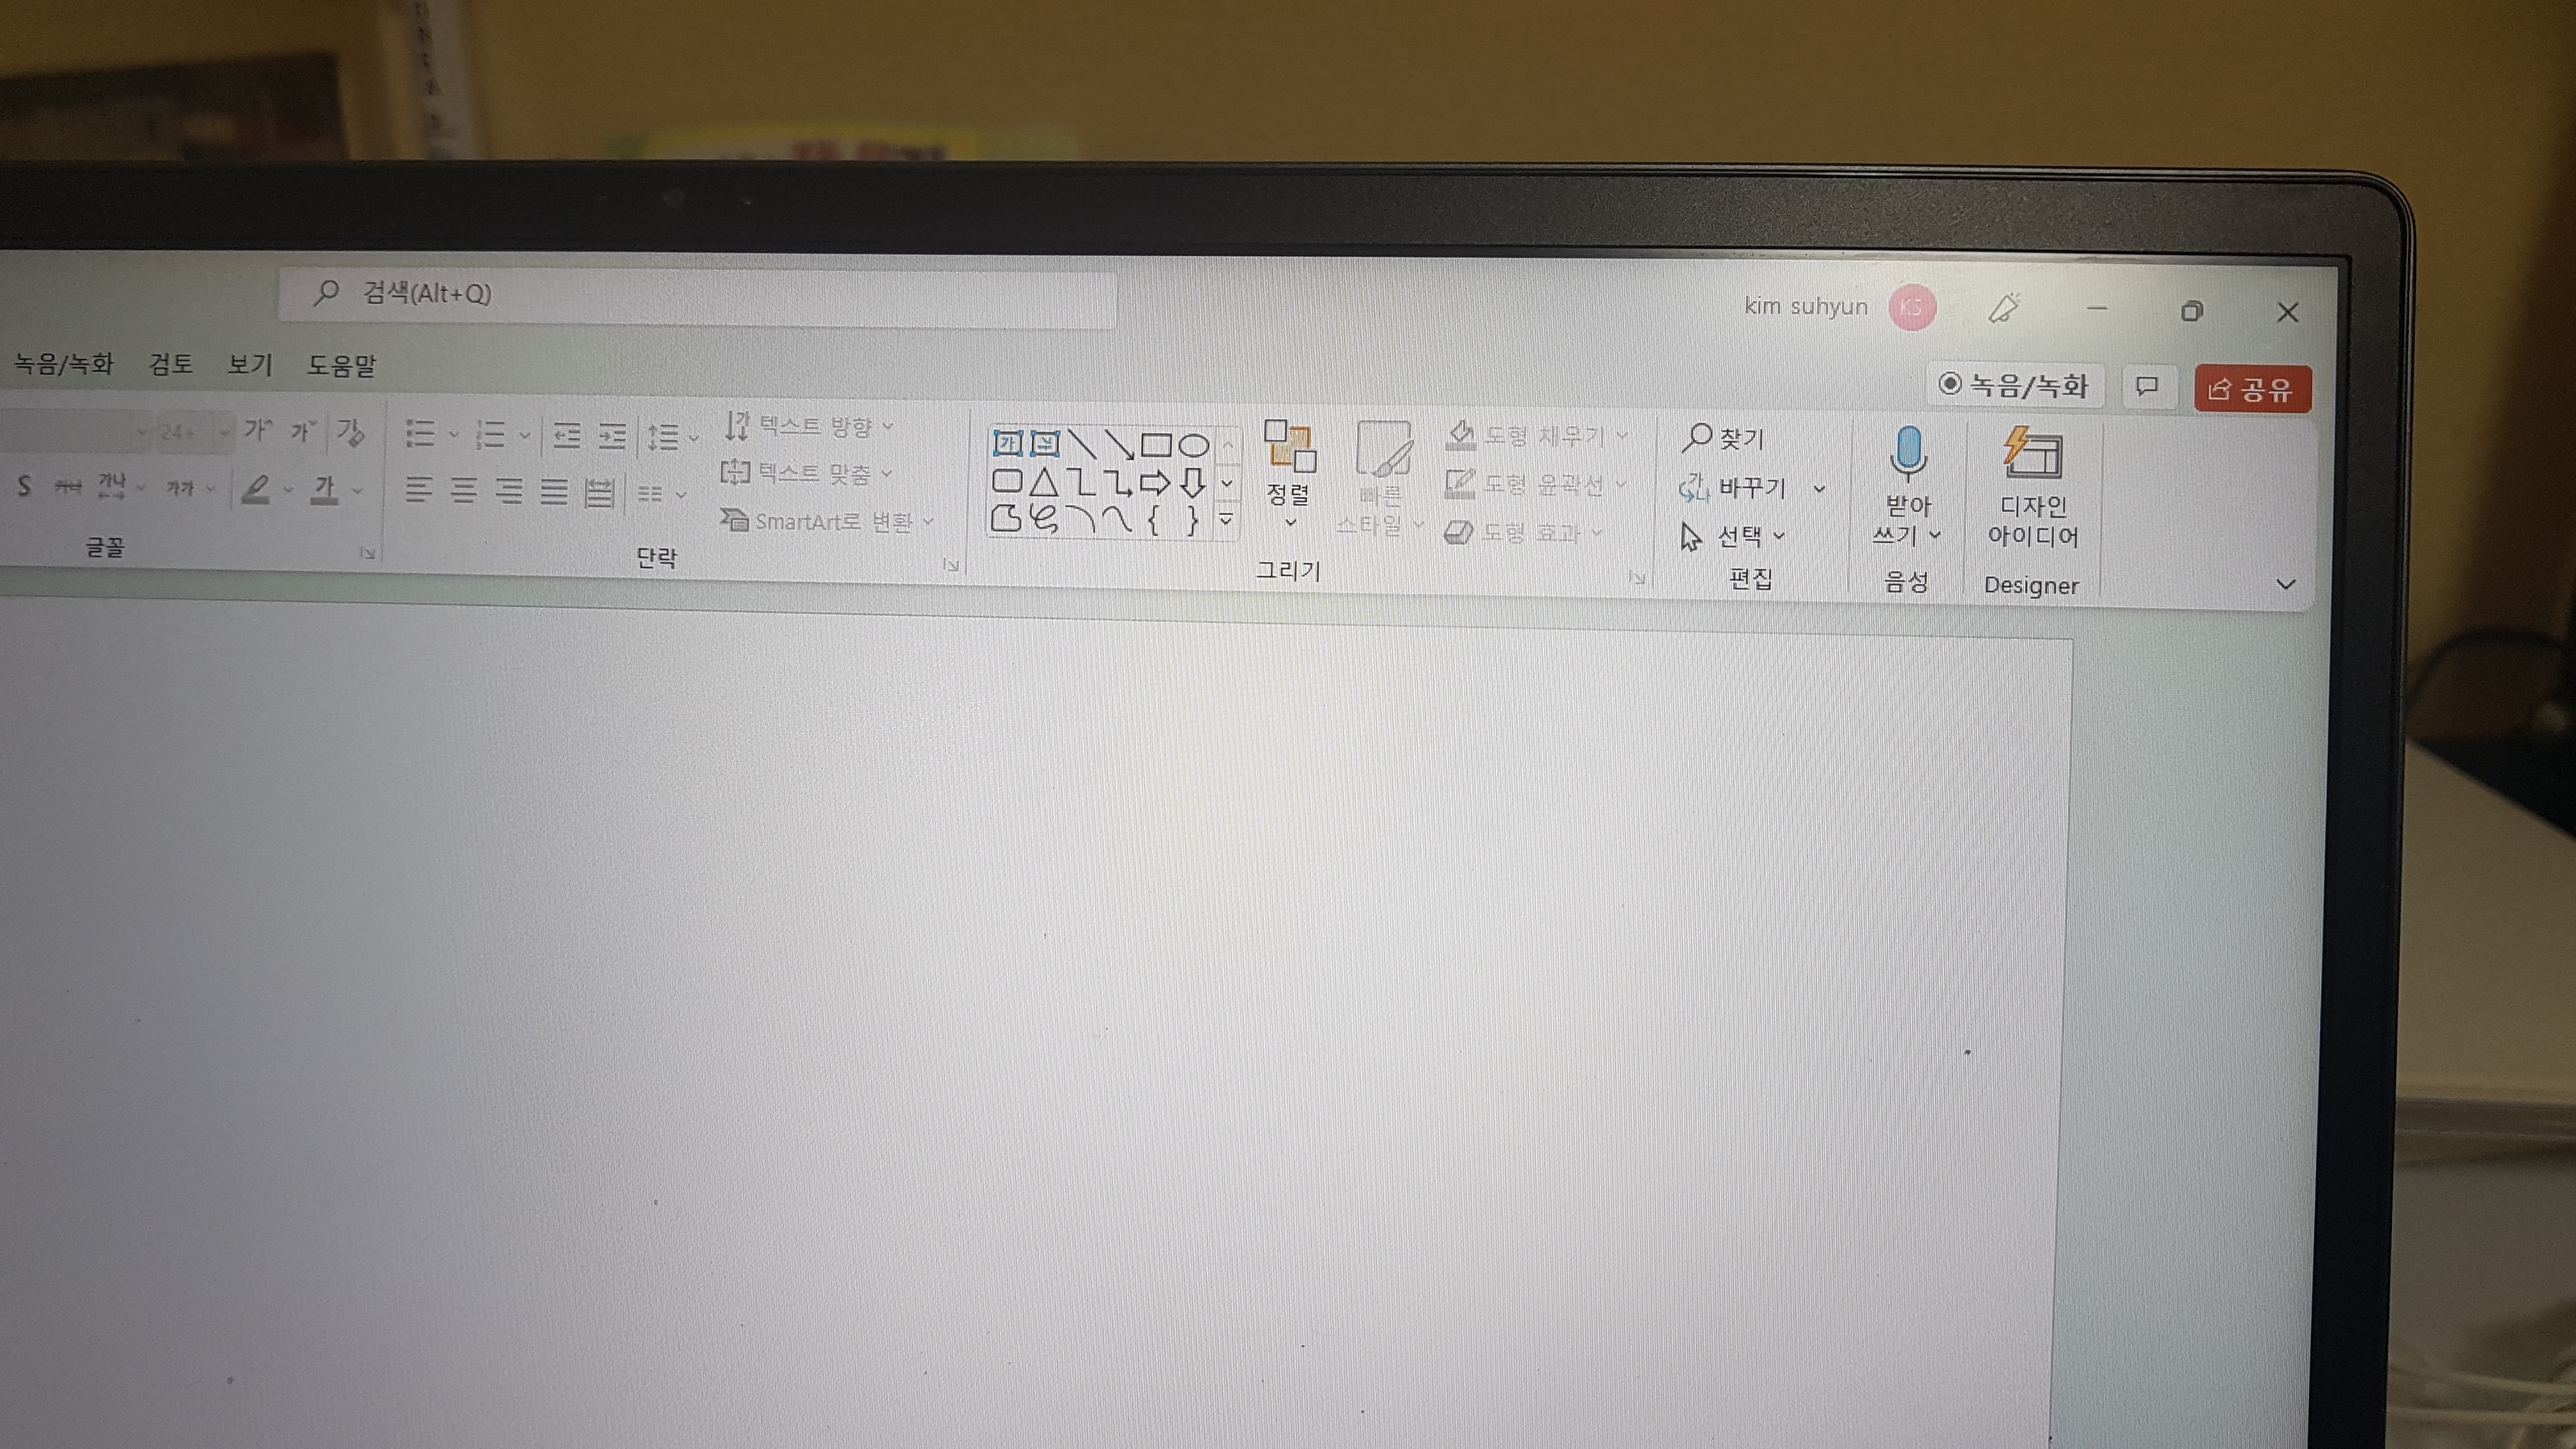 검색(Alt+Q)
kim suhyun KS
녹음/녹화 검토 보기 도움말
녹음/녹화 공유
24+ 가 가 가
텍스트 방향
텍스트 맞춤
SmartArt로 변환
S 가나 가가 가
글꼴
단락
가
정렬
빠른
스타일
도형 채우기
도형 윤곽선
도형 효과
그리기
찾기
바꾸기
선택
편집
받아
쓰기
음성
디자인
아이디어
Designer